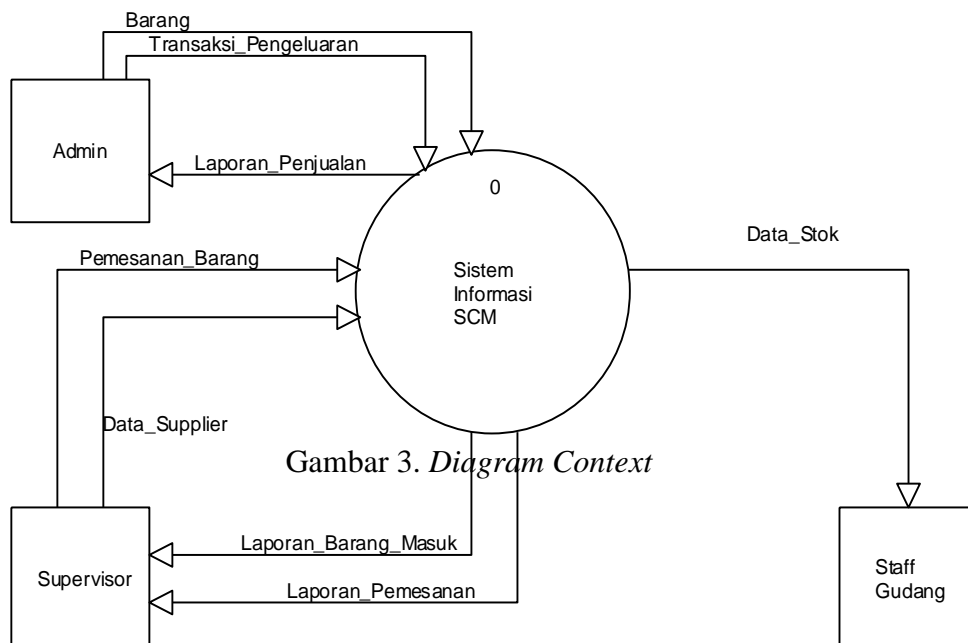 Barang
Transaksi_Pengeluaran
Admin
Laporan_Penjualan
0
Data_Stok
Pemesanan_Barang
Sistem
Informasi
SCM
Data_Supplier
Gambar 3. Diagram Context
Laporan_Barang_Masuk
Supervisor
Laporan_Pemesanan
Staff
Gudang